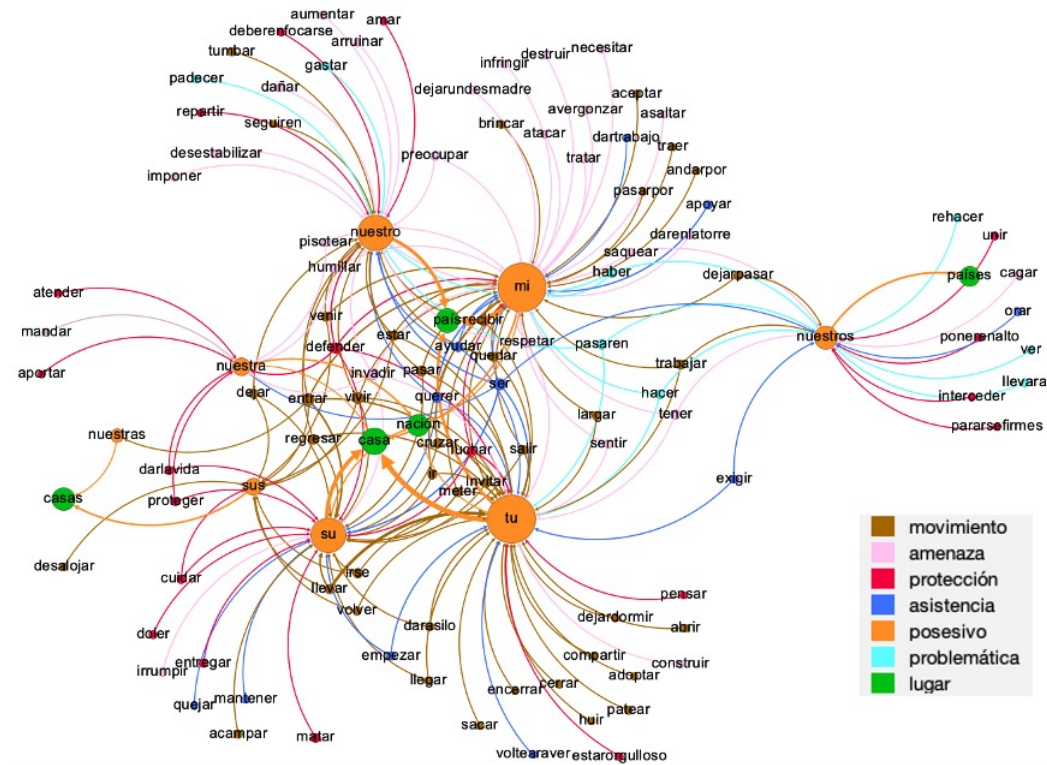 aumentar
amar
deberenfocarse
arruinar
tumbar
necesitar
destruir
gastar
infringir
padecer
dañar
dejarundesmadre
aceptar
avergonzar
asaltar
repartir
seguiren
brincar
atacar
dartrabajo
traer
desestabilizar
preocupar
tratar
andarpor
imponer
pasarpor
apoyar
rehacer
nuestro
darenlatorre
unir
pisotear
saquear
humillar
haber
dejarpasar
países
cagar
mi
atender
orar
venir
país
recibir
mandar
estar
respetar
pasaren
nuestros
ponerenalto
defender
ayudar
ver
quedar
nuestra
invadir
pasar
trabajar
aportar
ser
llevara
dejar
entrar
vivir
querer
hacer
interceder
tener
largar
nación
pararsefirmes
nuestras
regresar
casa
cruzar
sentir
luchar
salir
darlavida
ir
exigir
sus
invitar
casas
proteger
meter
tu
su
desalojar
cuidar
irse
llevar
pensar
volver
dejardormir
doler
darasilo
abrir
irrumpir
entregar
empezar
compartir
construir
llegar
adoptar
quejar
mantener
encerrar
cerrar
patear
acampar
matar
sacar
huir
voltearaver
estarorgulloso
movimiento
amenaza
protección
asistencia
posesivo
problemática
lugar